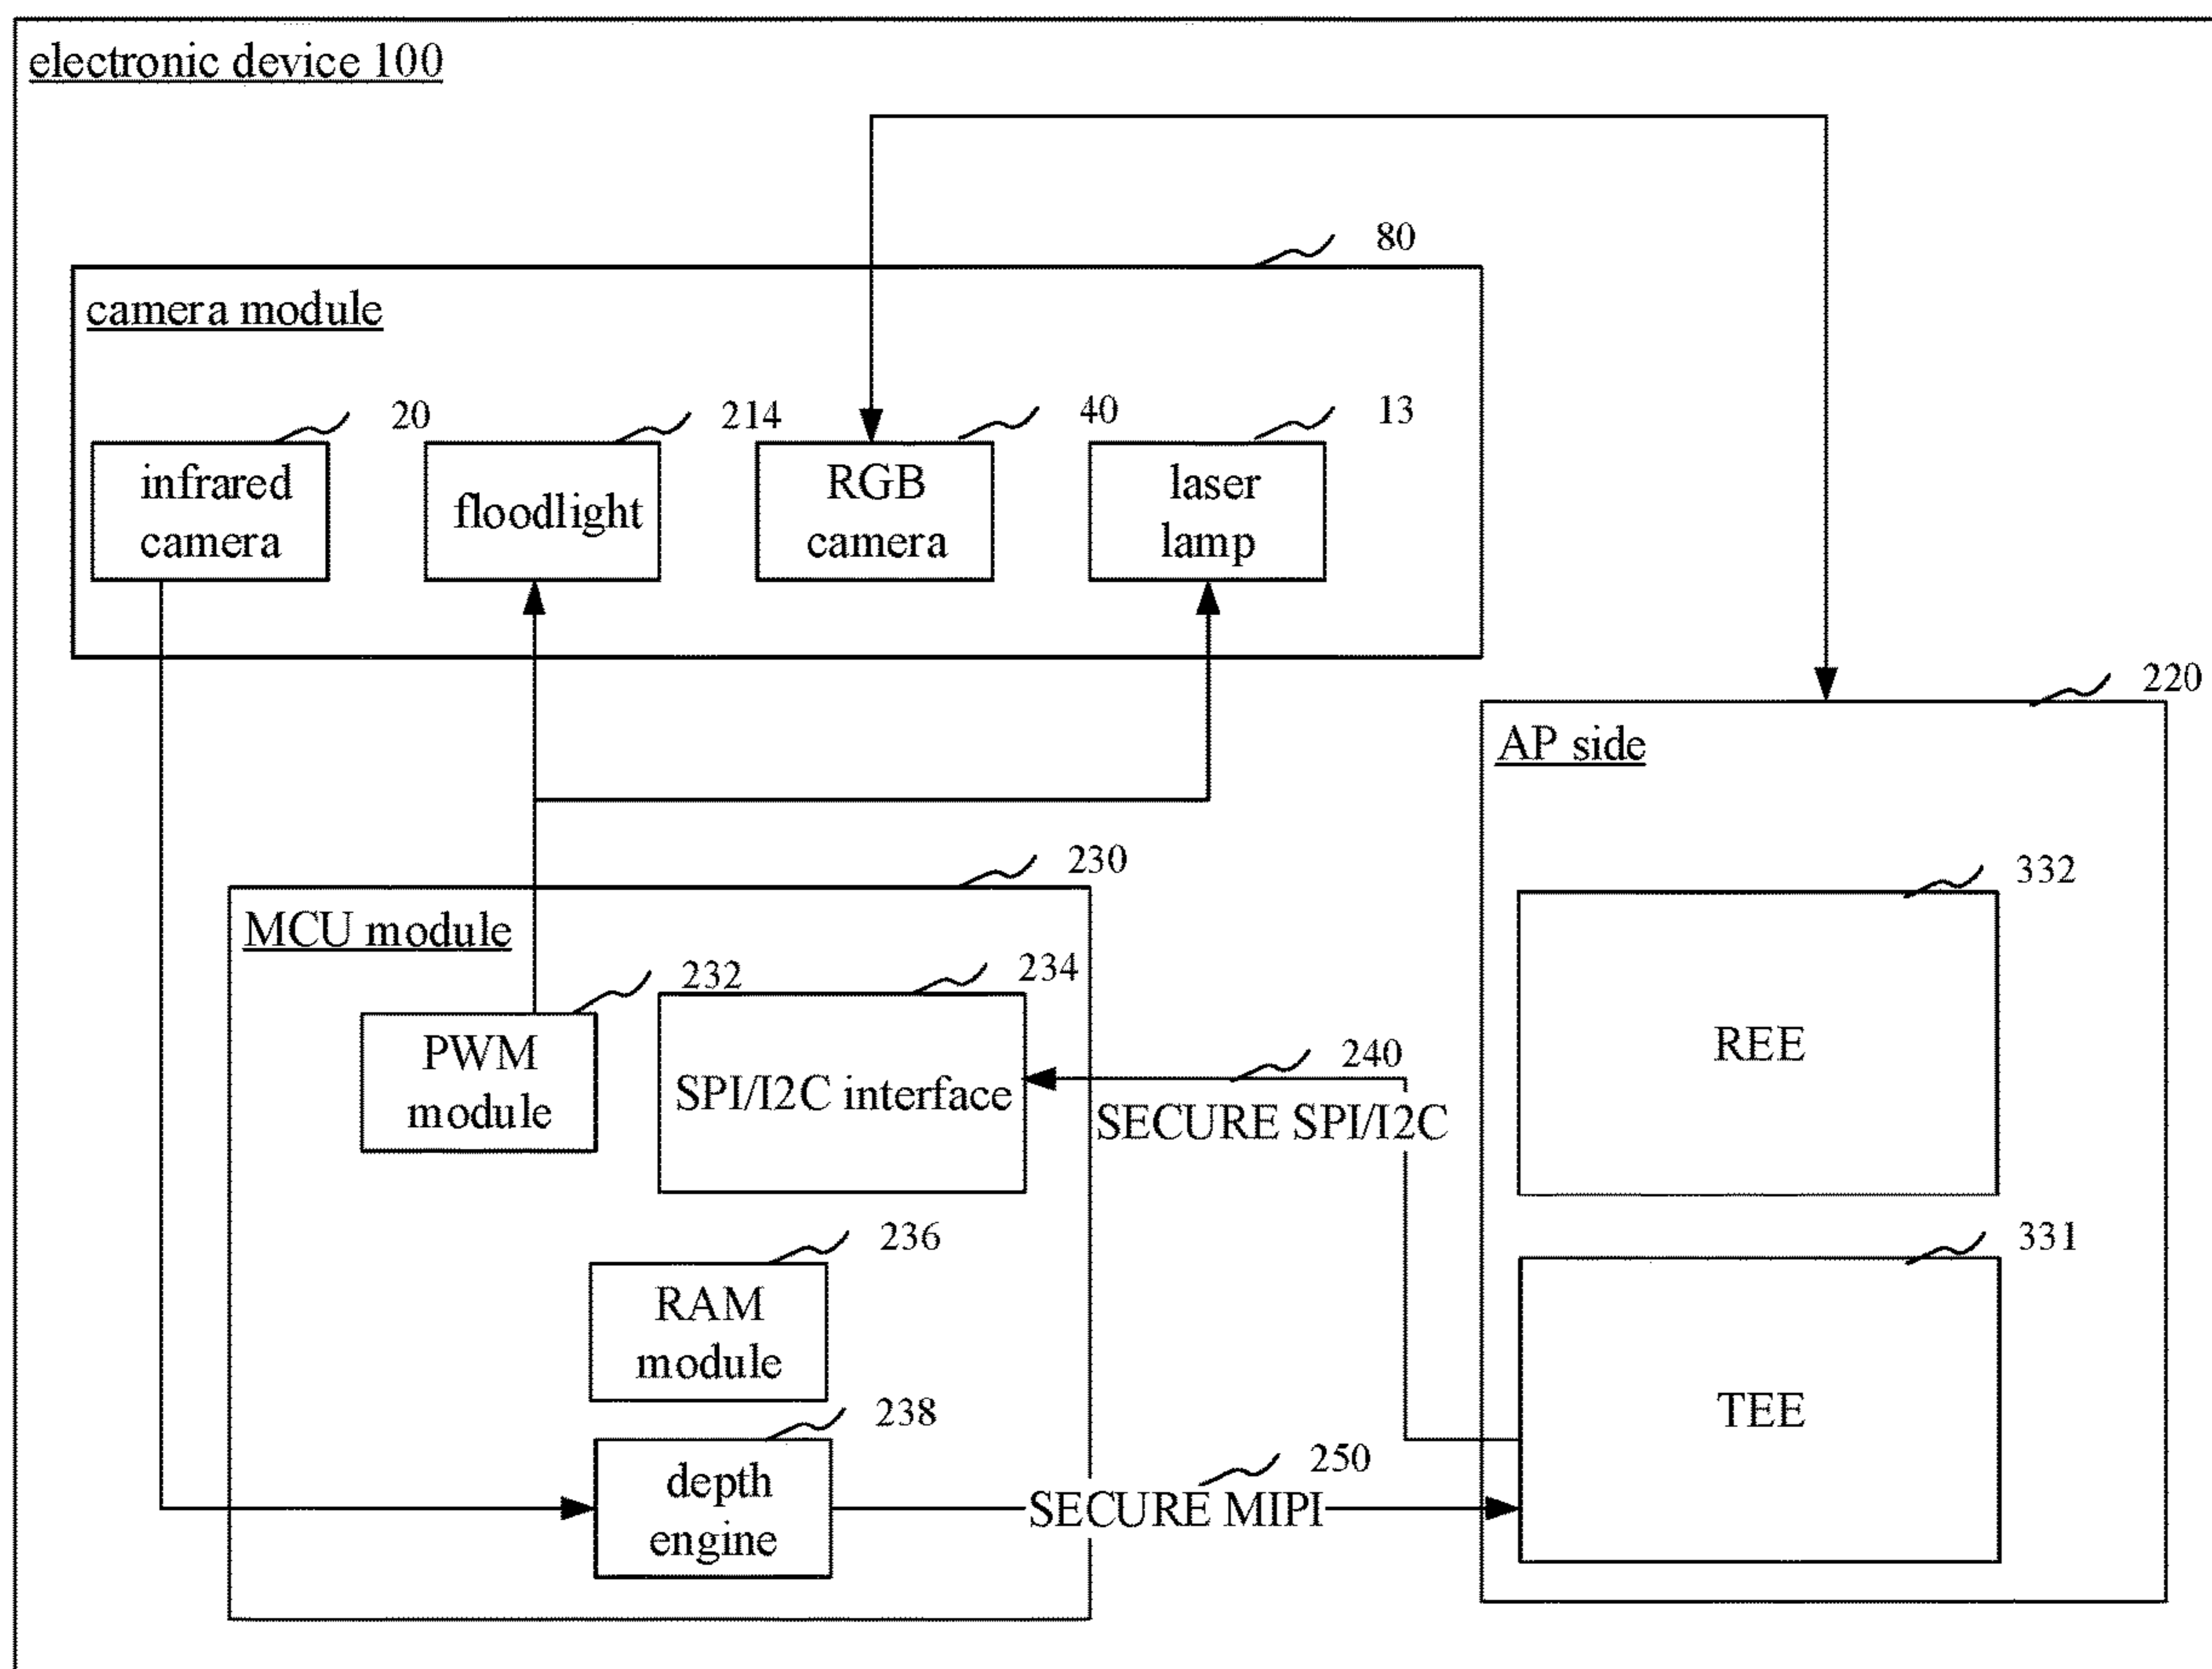 electronic device 100
80
camera module
20
214
40
13
infrared
camera
floodlight
RGB
camera
laser
lamp
220
AP side
230
MCU module
232
234
PWM
module
SPI/I2C interface
240
SECURE SPI/I2C
332
REE
236
RAM
module
331
TEE
238
depth
engine
250
SECURE MIPI